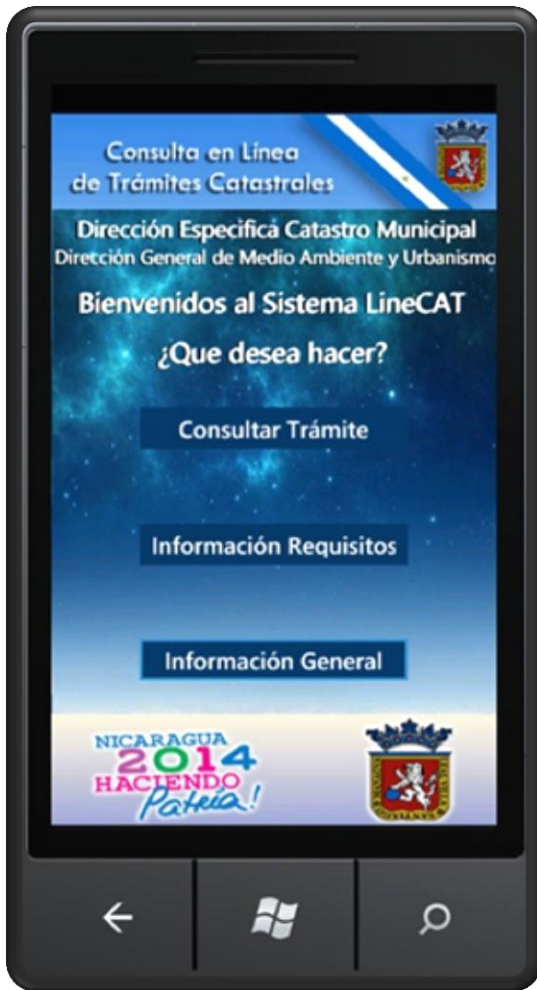 Consulta en Línea
de Trámites Catastrales
Dirección Especifica Catastro Municipal
Dirección General de Medio Ambiente y Urbanismo
Bienvenidos al Sistema LineCAT
¿Que desea hacer?
Consultar Trámite
Información Requisitos
Información General
NICARAGUA
2014
HACIENDO
Patria!